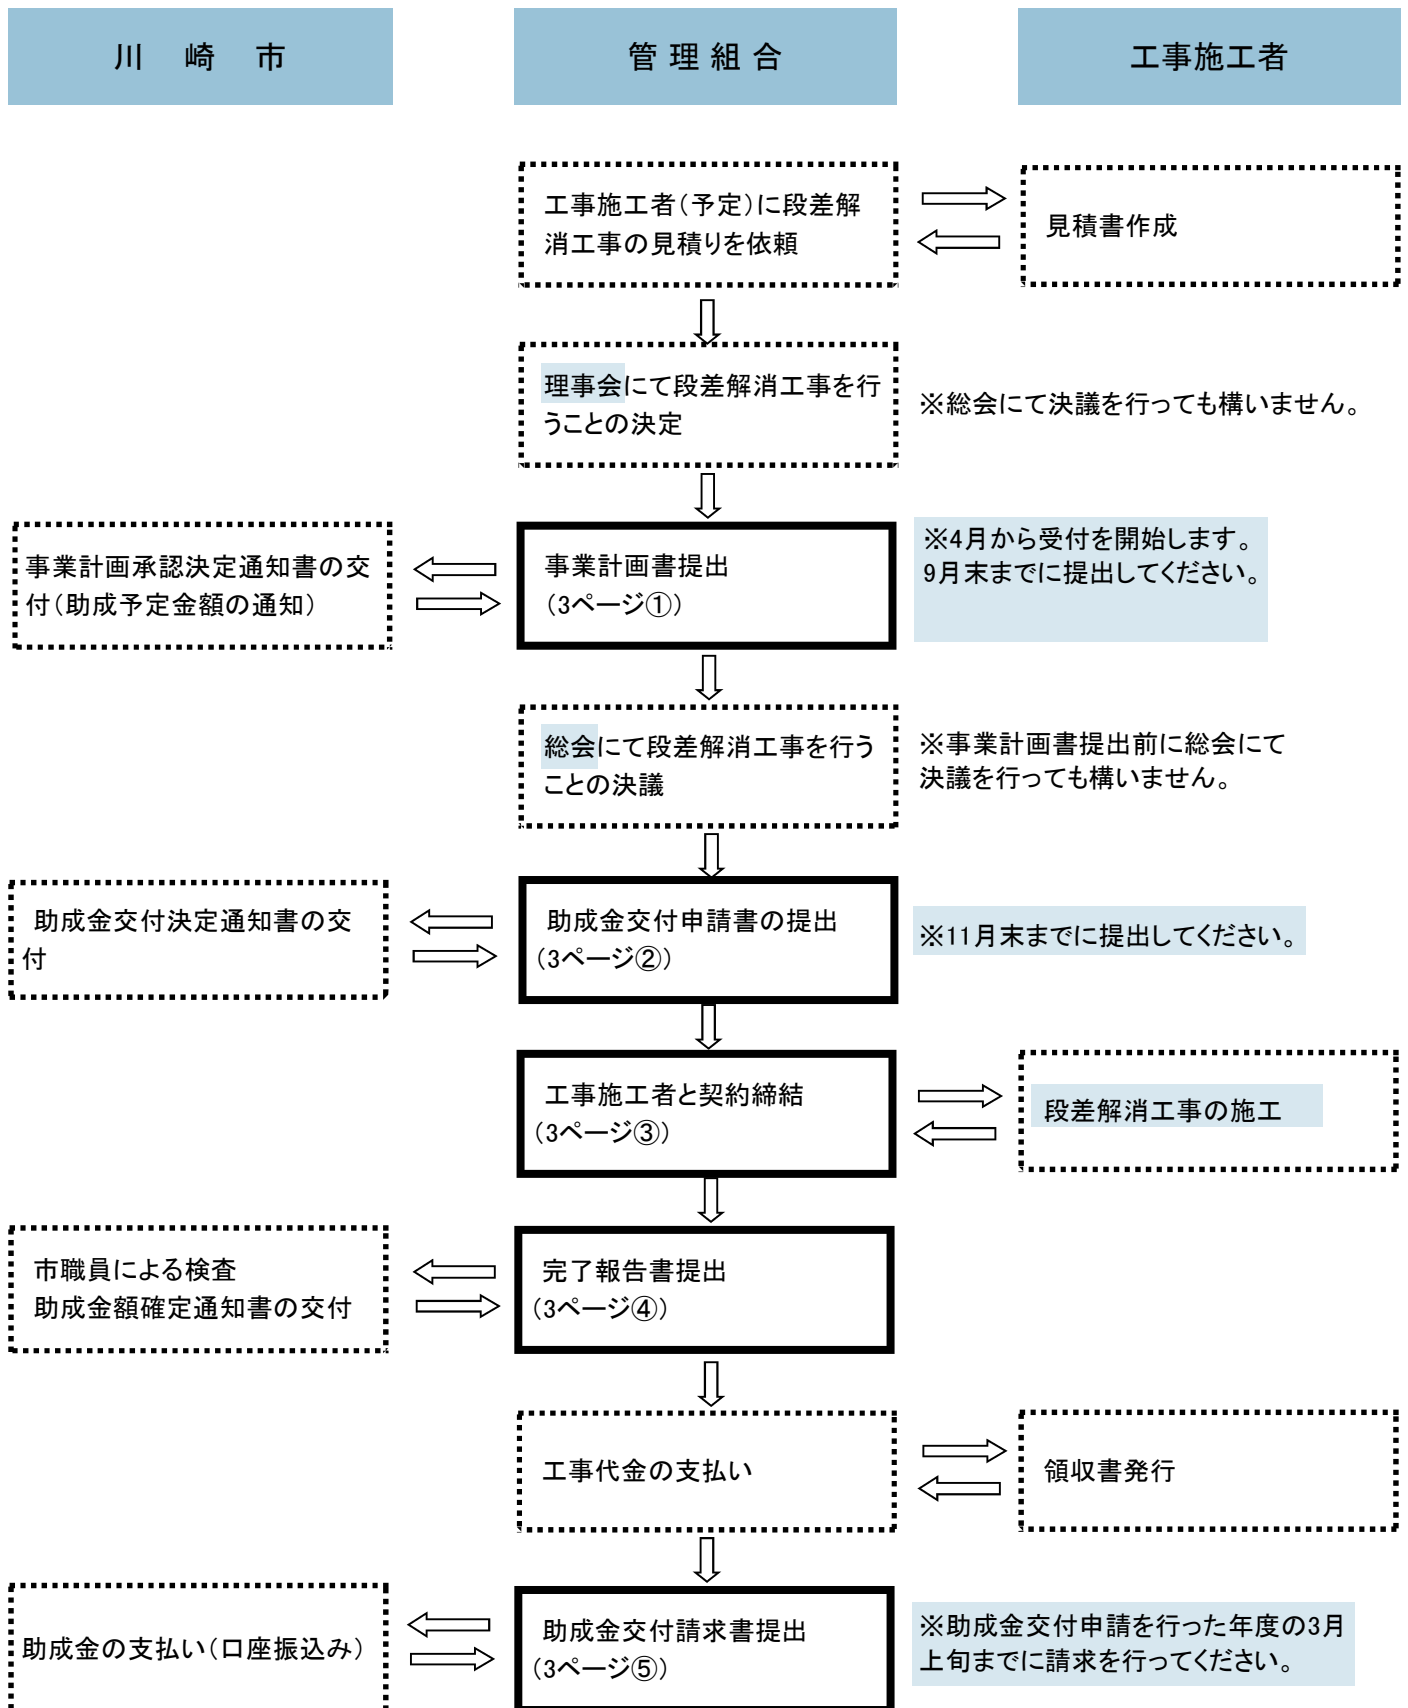 川　崎　市
管 理 組 合
工事施工者
工事施工者（予定）に段差解
消工事の見積りを依頼
見積書作成
理事会にて段差解消工事を行
うことの決定
※総会にて決議を行っても構いません。
事業計画承認決定通知書の交
付（助成予定金額の通知）
事業計画書提出
（3ページ①）
※4月から受付を開始します。
9月末までに提出してください。
総会にて段差解消工事を行う
ことの決議
※事業計画書提出前に総会にて
決議を行っても構いません。
助成金交付決定通知書の交
付
助成金交付申請書の提出
（3ページ②）
※11月末までに提出してください。
工事施工者と契約締結
（3ページ③）
段差解消工事の施工
市職員による検査
助成金額確定通知書の交付
完了報告書提出
（3ページ④）
工事代金の支払い
領収書発行
助成金の支払い（口座振込み）
助成金交付請求書提出
（3ページ⑤）
※助成金交付申請を行った年度の3月
上旬までに請求を行ってください。